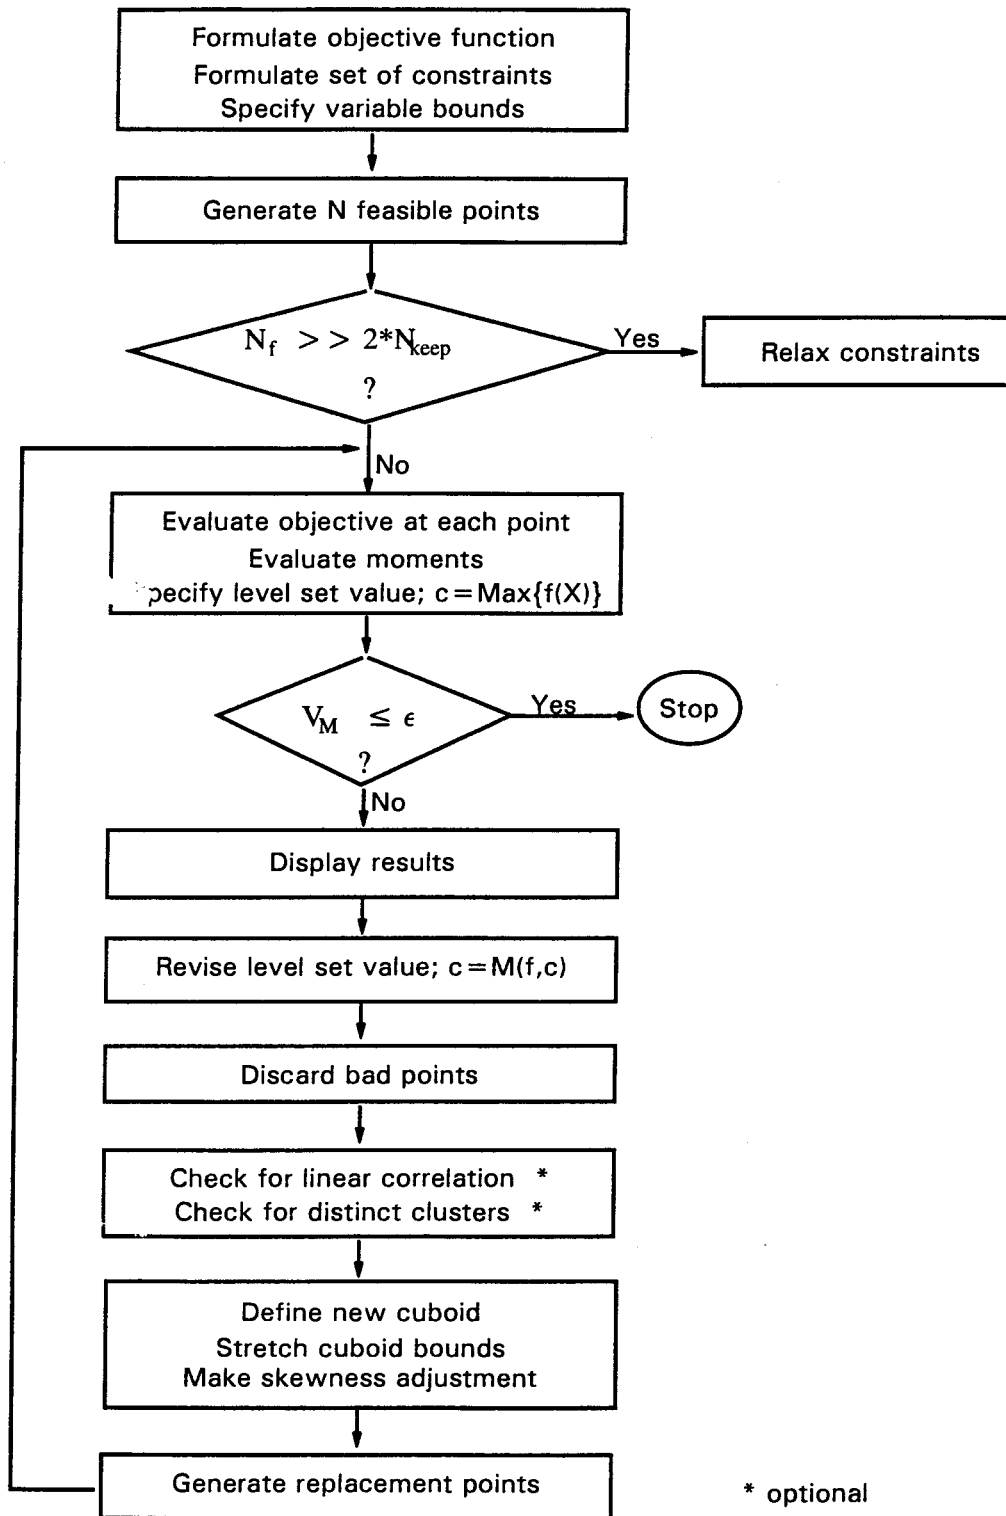 Formulate objective function
Formulate set of constraints
Specify variable bounds
Generate N feasible points
N_f >> 2*N_keep
?
Yes
Relax constraints
No
Evaluate objective at each point
Evaluate moments
pecify level set value; c=Max{f(X)}
V_M ≤ ϵ
?
Yes
Stop
No
Display results
Revise level set value; c=M(f,c)
Discard bad points
Check for linear correlation *
Check for distinct clusters *
Define new cuboid
Stretch cuboid bounds
Make skewness adjustment
Generate replacement points
* optional